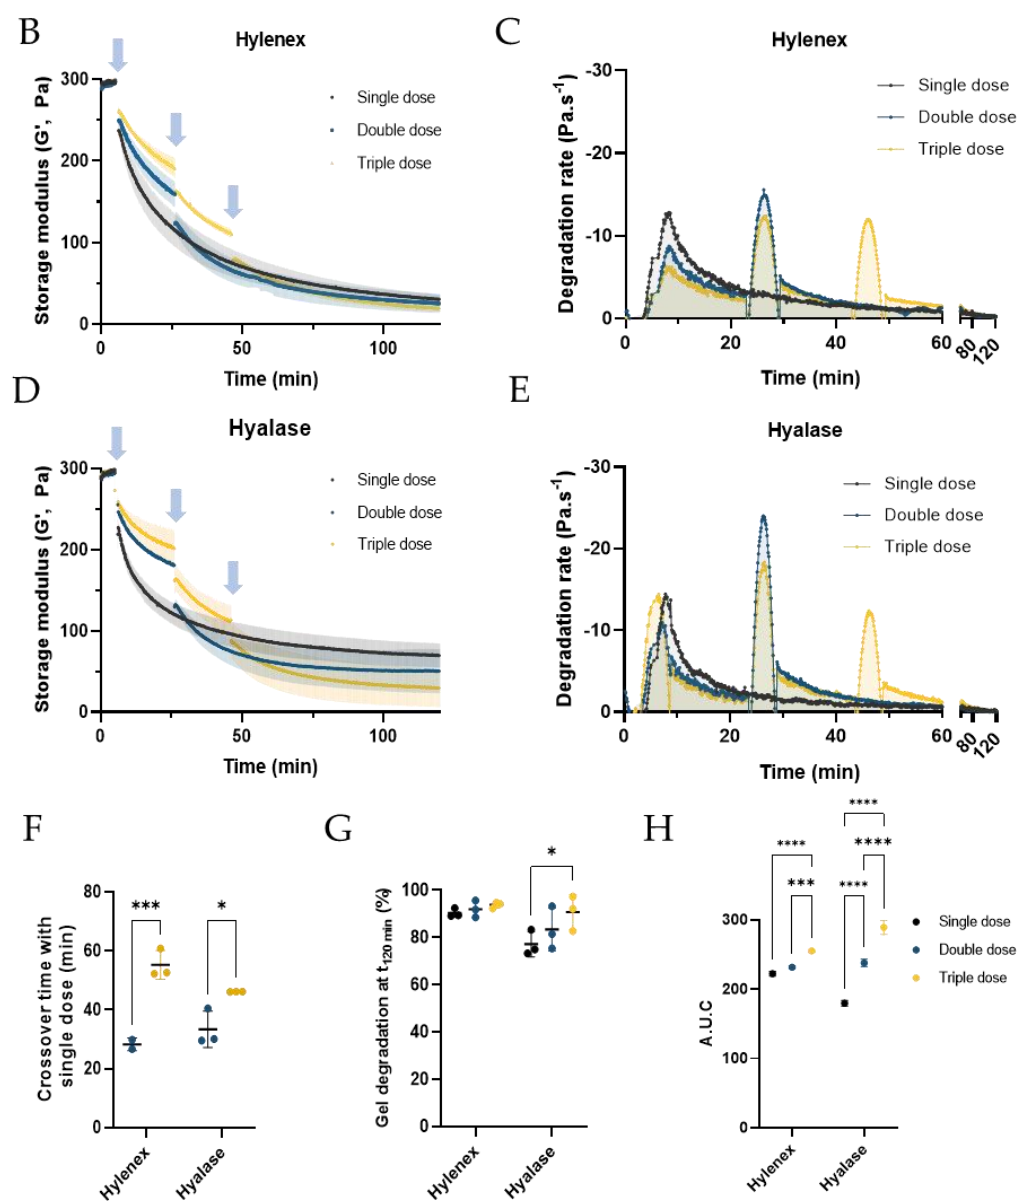 B
Hylenex
Storage modulus (G', Pa)
300
200
100
0
0
50
100
Time (min)
Single dose
Double dose
Triple dose
C
Hylenex
Degradation rate (Pa.s-1)
-30
-20
-10
0
0
20
40
60
80
120
Time (min)
Single dose
Double dose
Triple dose
D
Hyalase
Storage modulus (G', Pa)
300
200
100
0
0
50
100
Time (min)
Single dose
Double dose
Triple dose
E
Hyalase
Degradation rate (Pa.s-1)
-30
-20
-10
0
0
20
40
60
80
120
Time (min)
Single dose
Double dose
Triple dose
F
Crossover time with
single dose (min)
80
60
40
20
0
***
*
Hylenex
Hyalase
G
Gel degradation at t120 min (%)
100
80
60
40
20
0
*
Hylenex
Hyalase
H
A.U.C
300
200
100
0
****
***
****
****
****
Hylenex
Hyalase
Single dose
Double dose
Triple dose